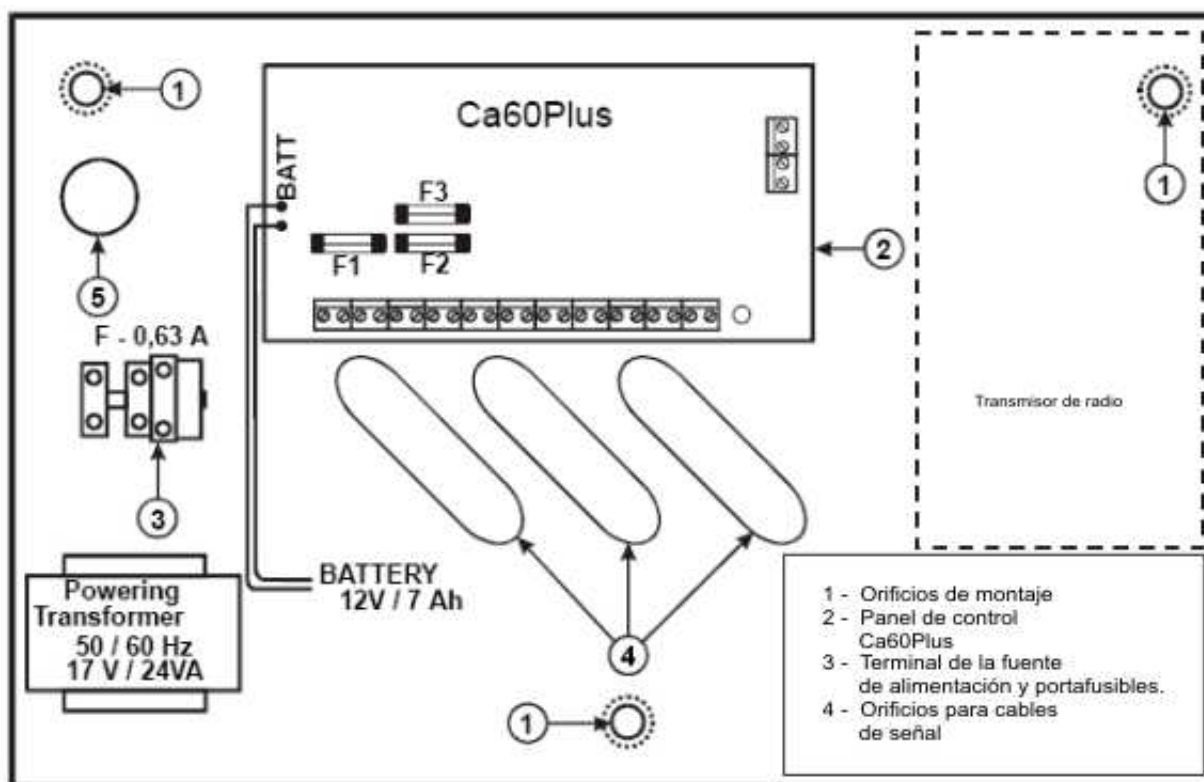 1
Ca60Plus
1
BATT
F3
F1
F2
2
5
F - 0,63 A
Transmisor de radio
3
BATTERY
12V / 7 Ah
Powering
Transformer
50 / 60 Hz
17 V / 24VA
4
1
1 - Orificios de montaje
2 - Panel de control
Ca60Plus
3 - Terminal de la fuente
de alimentación y portafusibles.
4 - Orificios para cables
de señal